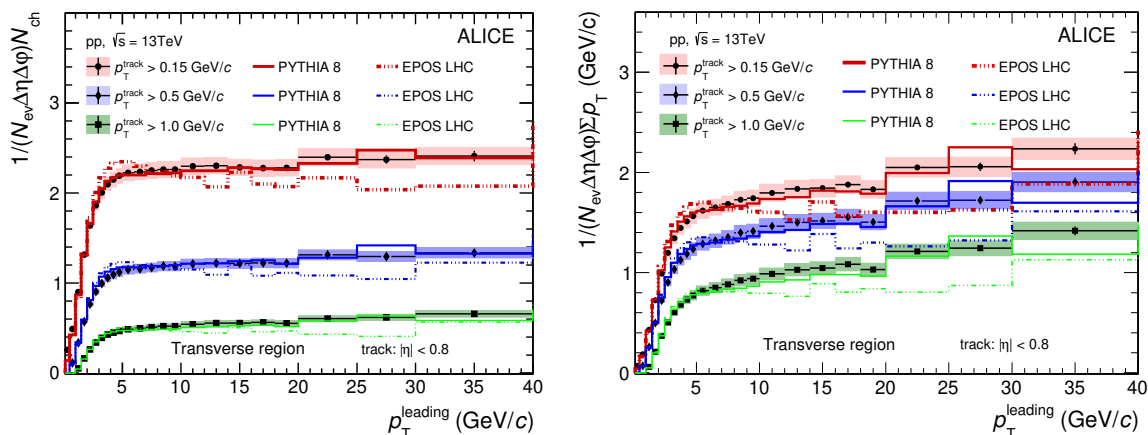 1/(N_ev Δη Δφ)N_ch
pp, √s = 13TeV
ALICE
p_T^track > 0.15 GeV/c
PYTHIA 8
EPOS LHC
p_T^track > 0.5 GeV/c
PYTHIA 8
EPOS LHC
p_T^track > 1.0 GeV/c
PYTHIA 8
EPOS LHC
3
2
1
0
Transverse region
track: |η| < 0.8
5 10 15 20 25 30 35 40
p_T^leading (GeV/c)
1/(N_ev Δη Δφ)Σp_T (GeV/c)
pp, √s = 13TeV
ALICE
p_T^track > 0.15 GeV/c
PYTHIA 8
EPOS LHC
p_T^track > 0.5 GeV/c
PYTHIA 8
EPOS LHC
p_T^track > 1.0 GeV/c
PYTHIA 8
EPOS LHC
3
2
1
0
Transverse region
track: |η| < 0.8
5 10 15 20 25 30 35 40
p_T^leading (GeV/c)